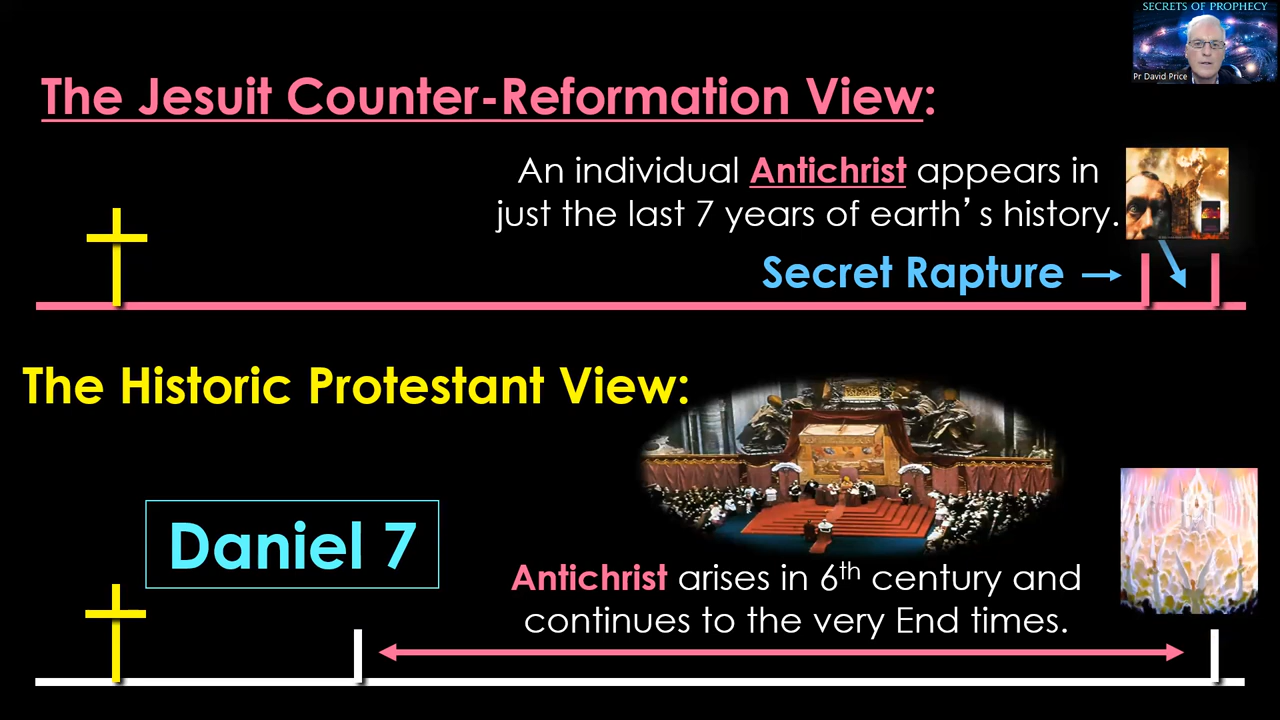 SECRETS OF PROPHECY
Pr David Price
The Jesuit Counter-Reformation View:
An individual Antichrist appears in
just the last 7 years of earth’s history.
Secret Rapture
The Historic Protestant View:
Daniel 7
Antichrist arises in 6th century and
continues to the very End times.